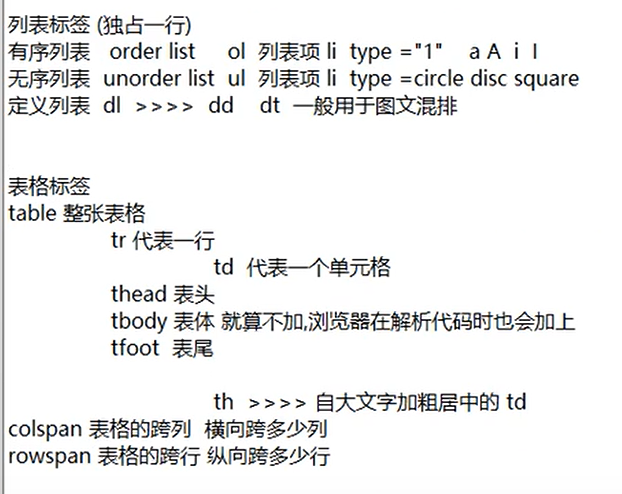 列表标签 (独占一行)
有序列表 order list ol 列表项 li type ="1" a A i I
无序列表 unorder list ul 列表项 li type =circle disc square
定义列表 dl >>>> dd dt 一般用于图文混排
表格标签
table 整张表格
tr 代表一行
td 代表一个单元格
thead 表头
tbody 表体 就算不加,浏览器在解析代码时也会加上
tfoot 表尾
th >>>> 自大文字加粗居中的 td
colspan 表格的跨列 横向跨多少列
rowspan 表格的跨行 纵向跨多少行